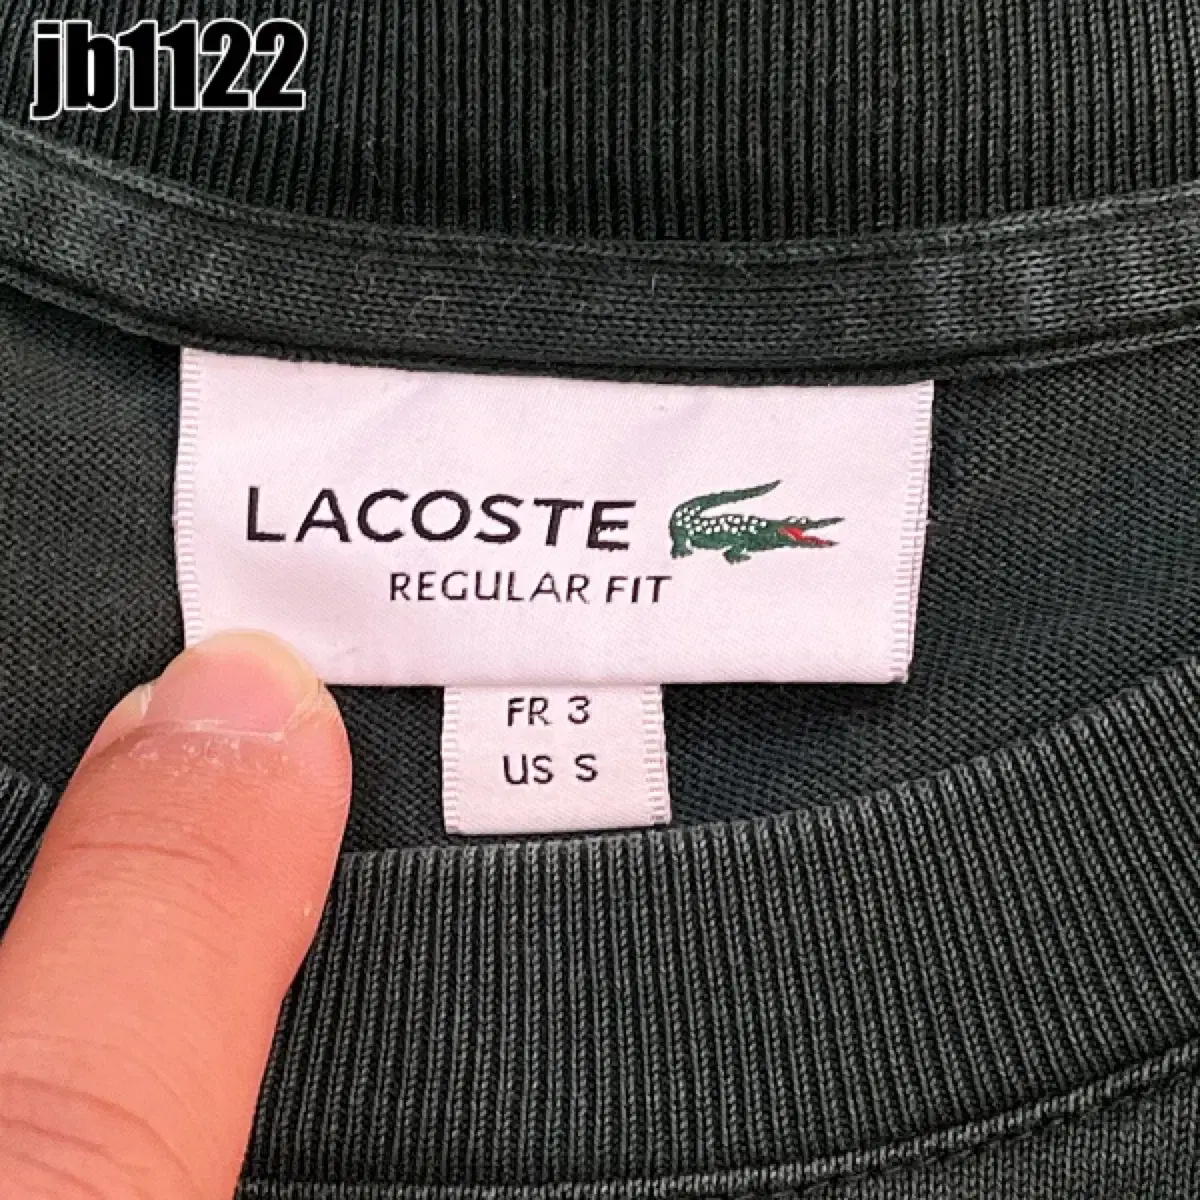 jb1122
LACOSTE
REGULAR FIT
FR 3
US S